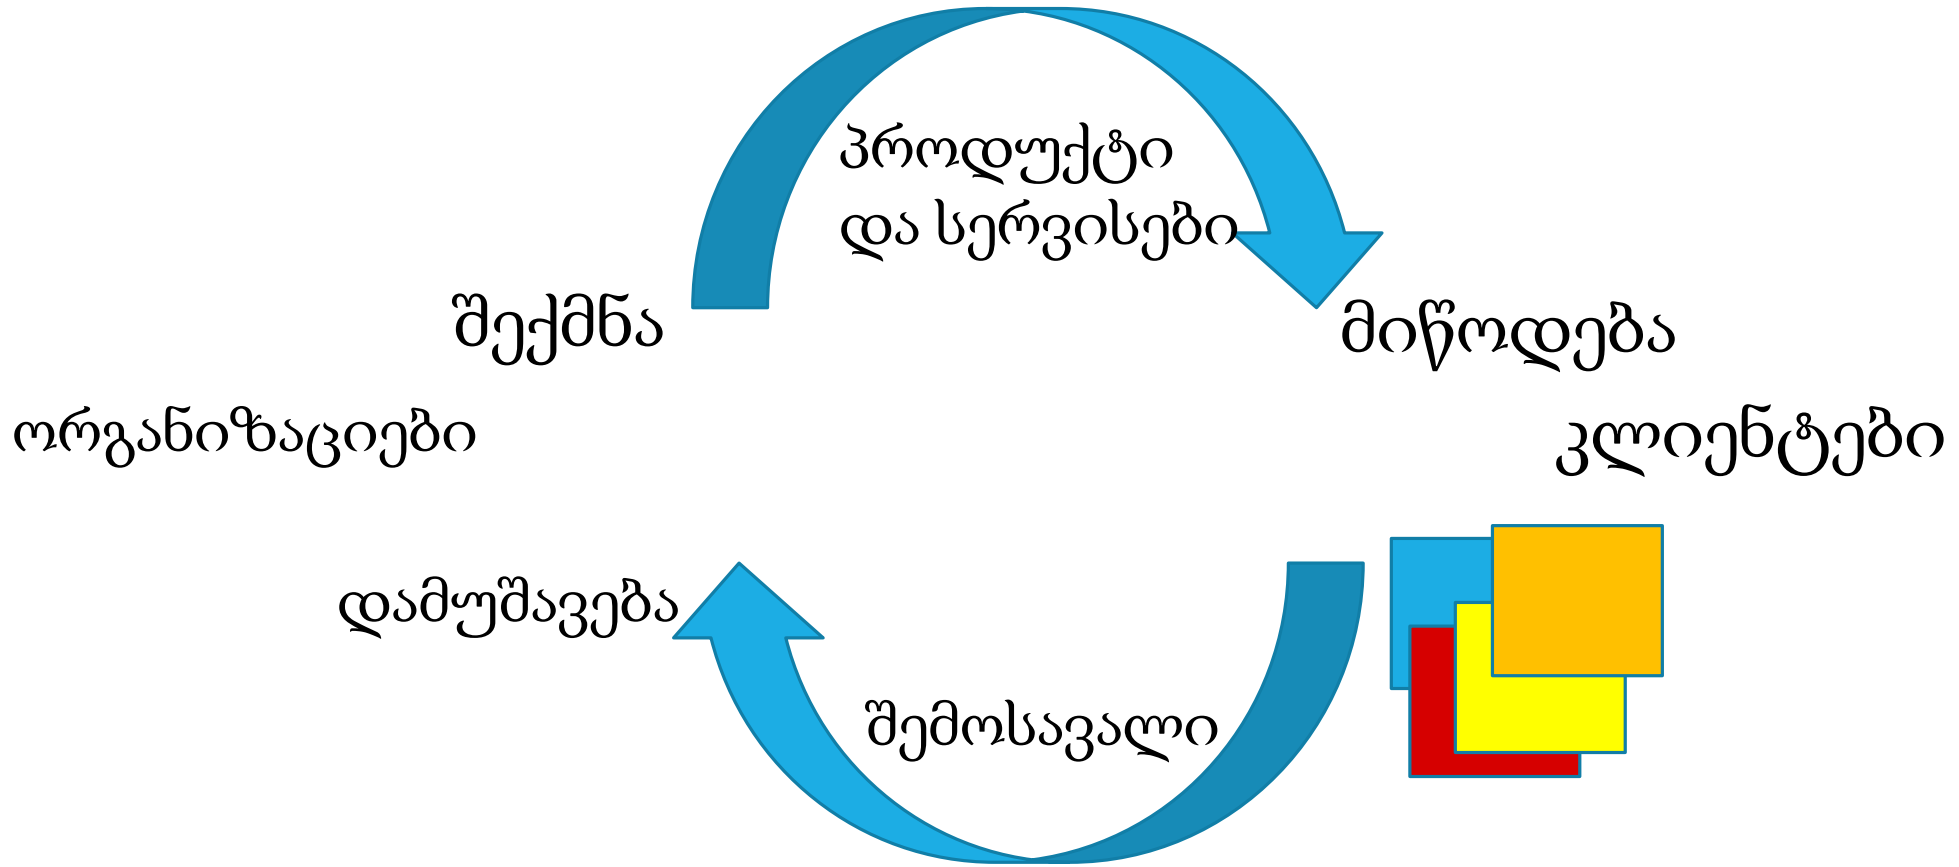 პროდუქტი
და სერვისები
შექმნა
მიწოდება
ორგანიზაციები
კლიენტები
დამუშავება
შემოსავალი